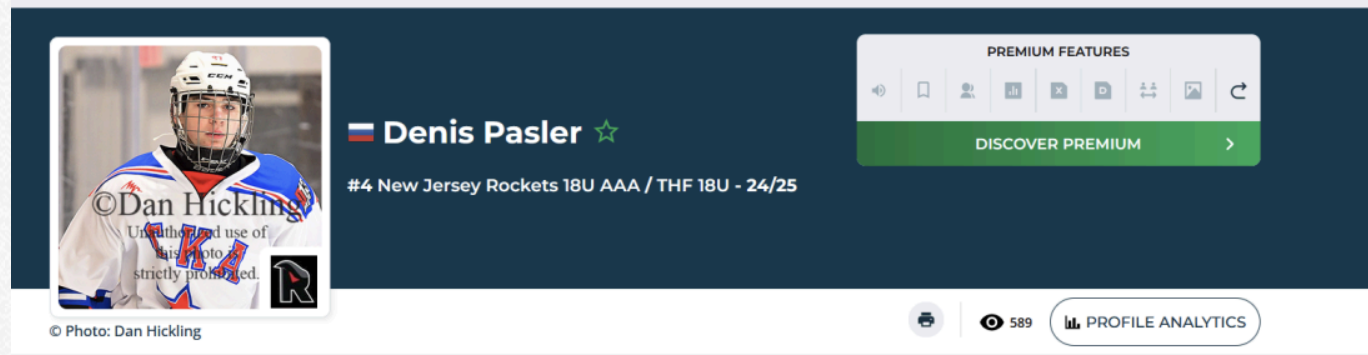 PREMIUM FEATURES
DISCOVER PREMIUM
Denis Pasler
#4 New Jersey Rockets 18U AAA / THF 18U - 24/25
CCM
©Dan Hickling
Unauthorized use of
this photo is
strictly prohibited.
SKA
R
© Photo: Dan Hickling
589
PROFILE ANALYTICS